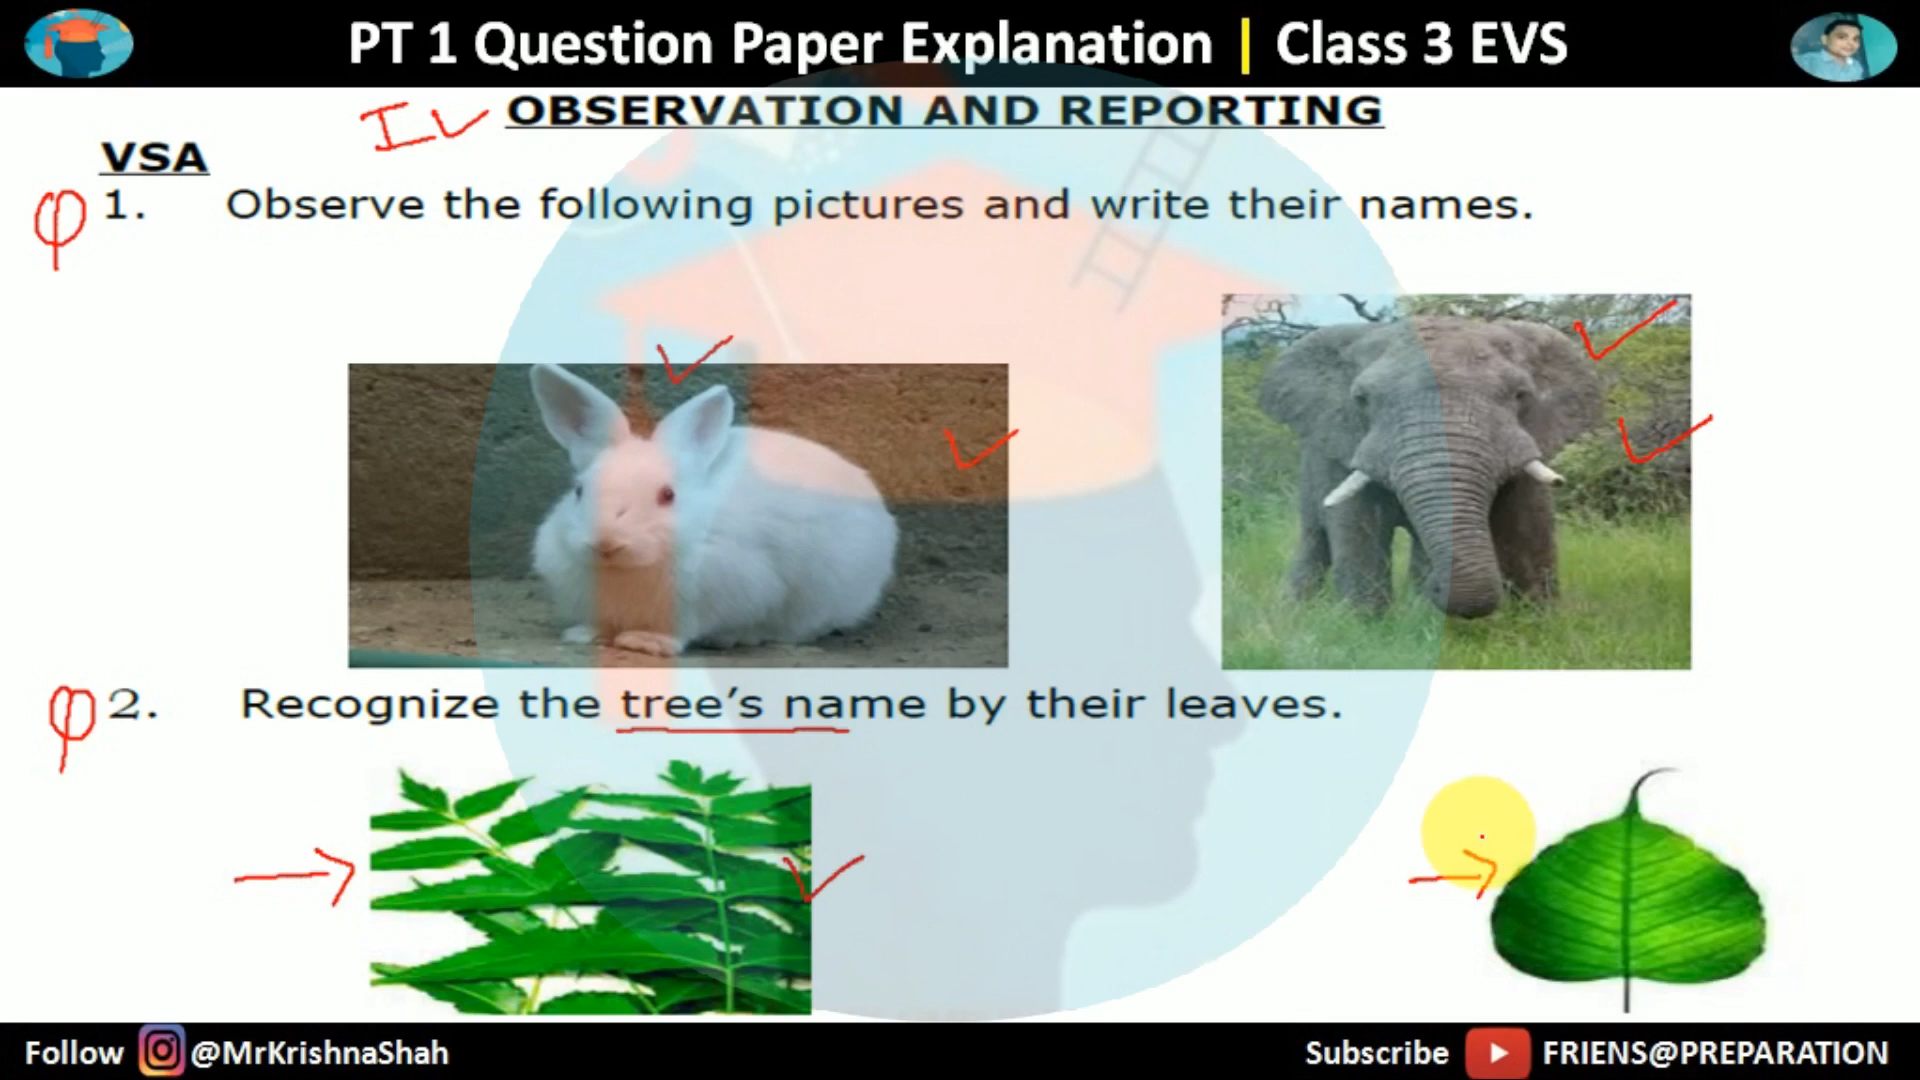 PT 1 Question Paper Explanation | Class 3 EVS
OBSERVATION AND REPORTING
VSA
1. Observe the following pictures and write their names.
2. Recognize the tree's name by their leaves.
Follow @MrKrishnaShah
Subscribe FRIENS@PREPARATION